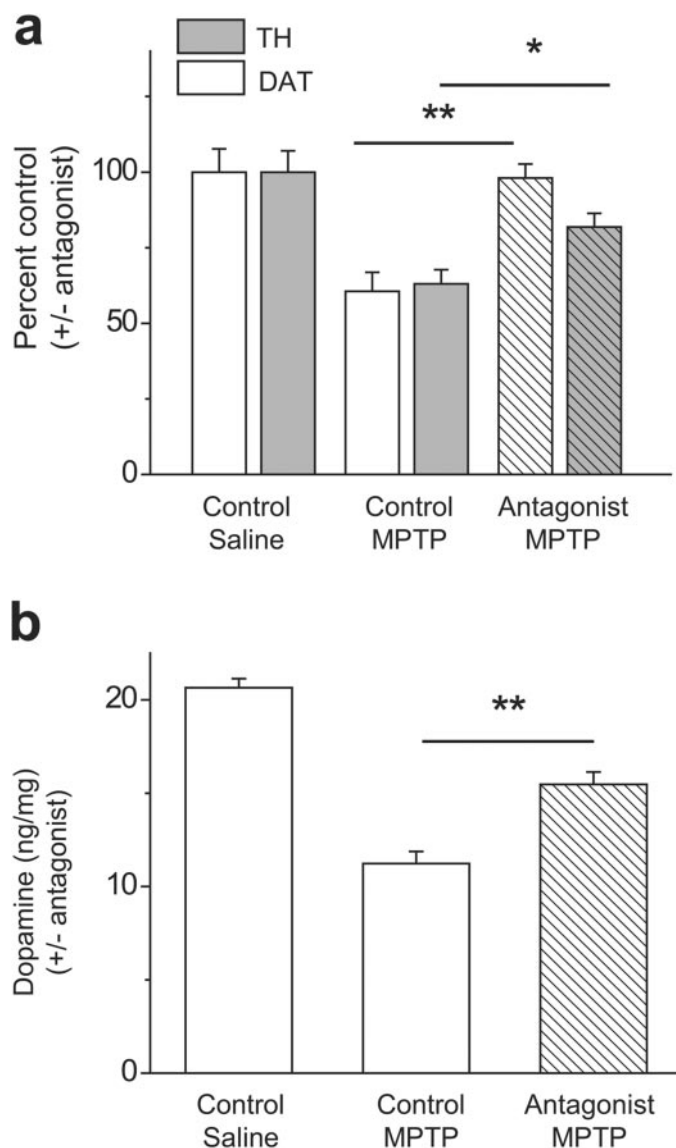 a
TH
DAT
*
**
Percent control
(+/- antagonist)
100
50
0
Control
Saline
Control
MPTP
Antagonist
MPTP
b
**
Dopamine (ng/mg)
(+/- antagonist)
20
10
0
Control
Saline
Control
MPTP
Antagonist
MPTP